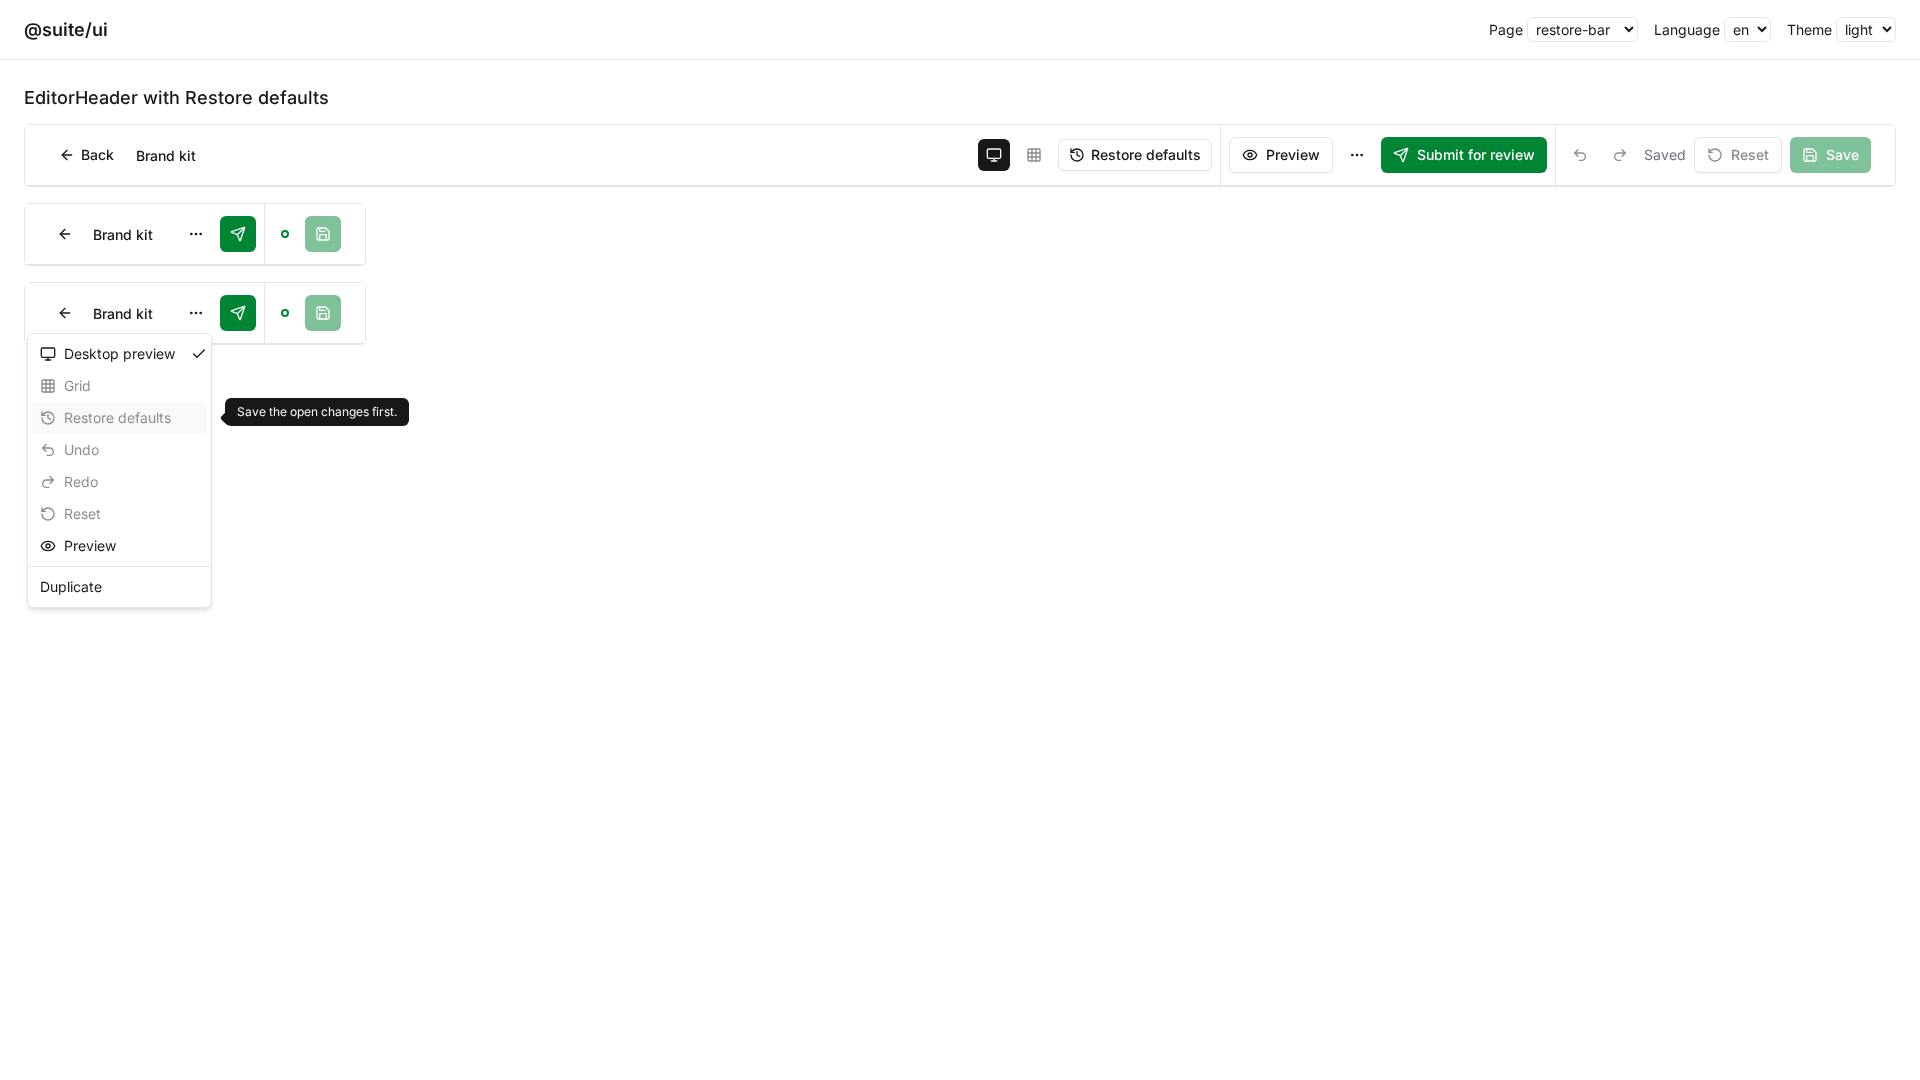 @suite/ui
Page restore-bar Language en Theme light
EditorHeader with Restore defaults
Back Brand kit Restore defaults Preview Submit for review Saved Reset Save
Brand kit
Brand kit
Desktop preview
Grid
Restore defaults
Save the open changes first.
Undo
Redo
Reset
Preview
Duplicate